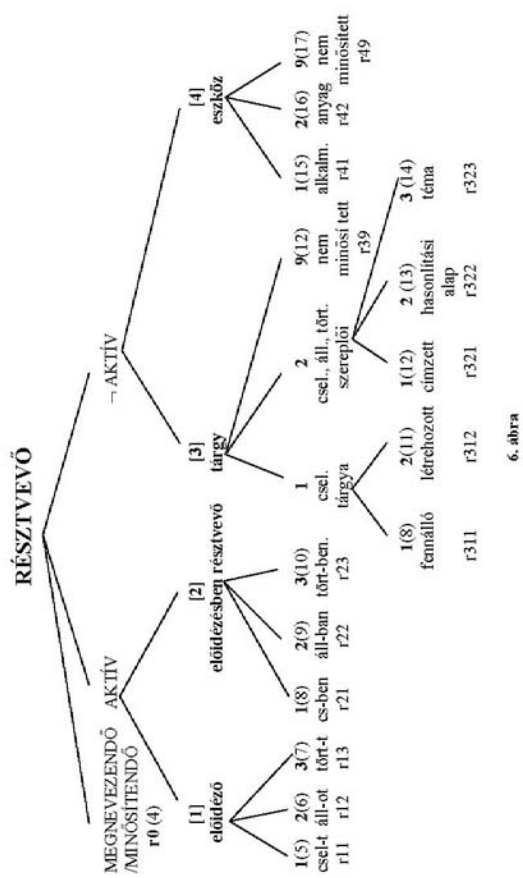 RÉSZTVEVŐ
MEGNEVEZENDŐ
/MINŐSÍTENDŐ
r0 (4)
AKTÍV
¬ AKTÍV
[1]
előidéző
[2]
előidézésben résztvevő
[3]
tárgy
[4]
eszköz
1(5)
csel-t
r11
2(6)
áll-ot
r12
3(7)
tört-t
r13
1(8)
cs-ben
r21
2(9)
áll-ban
r22
3(10)
tört-ben.
r23
1
csel.
tárgya
2
csel., áll., tört.
szereplői
9(12)
nem
minősí tett
r39
1(15)
alkalm.
r41
2(16)
anyag
r42
9(17)
nem
minősített
r49
1(8)
fennálló
r311
2(11)
létrehozott
r312
1(12)
címzett
r321
2 (13)
hasonlítási
alap
r322
3 (14)
téma
r323
6. ábra